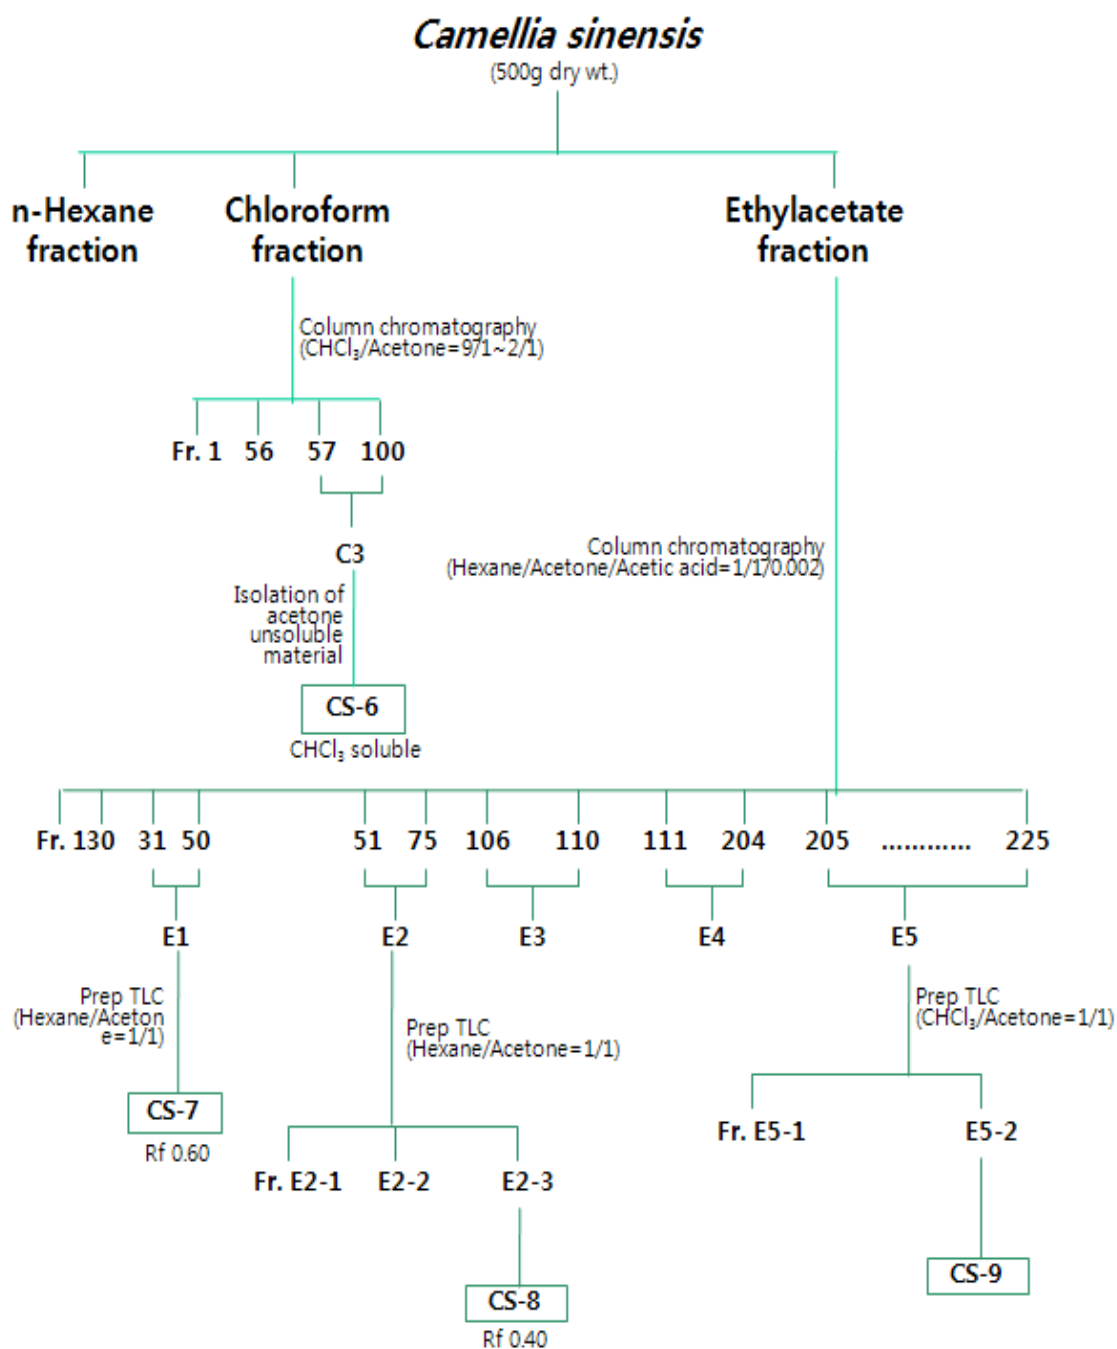 Camellia sinensis
(500g dry wt.)
n-Hexane
fraction
Chloroform
fraction
Ethylacetate
fraction
Column chromatography
(CHCl₃/Acetone=9/1~2/1)
Fr. 1 56 57 100
C3
Column chromatography
(Hexane/Acetone/Acetic acid=1/1/0.002)
Isolation of
acetone
unsoluble
material
CS-6
CHCl₃ soluble
Fr. 130 31 50 51 75 106 110 111 204 205 ............ 225
E1 E2 E3 E4 E5
Prep TLC
(Hexane/Aceton
e=1/1)
Prep TLC
(Hexane/Acetone=1/1)
Prep TLC
(CHCl₃/Acetone=1/1)
CS-7
Rf 0.60
Fr. E2-1 E2-2 E2-3
Fr. E5-1 E5-2
CS-8
Rf 0.40
CS-9